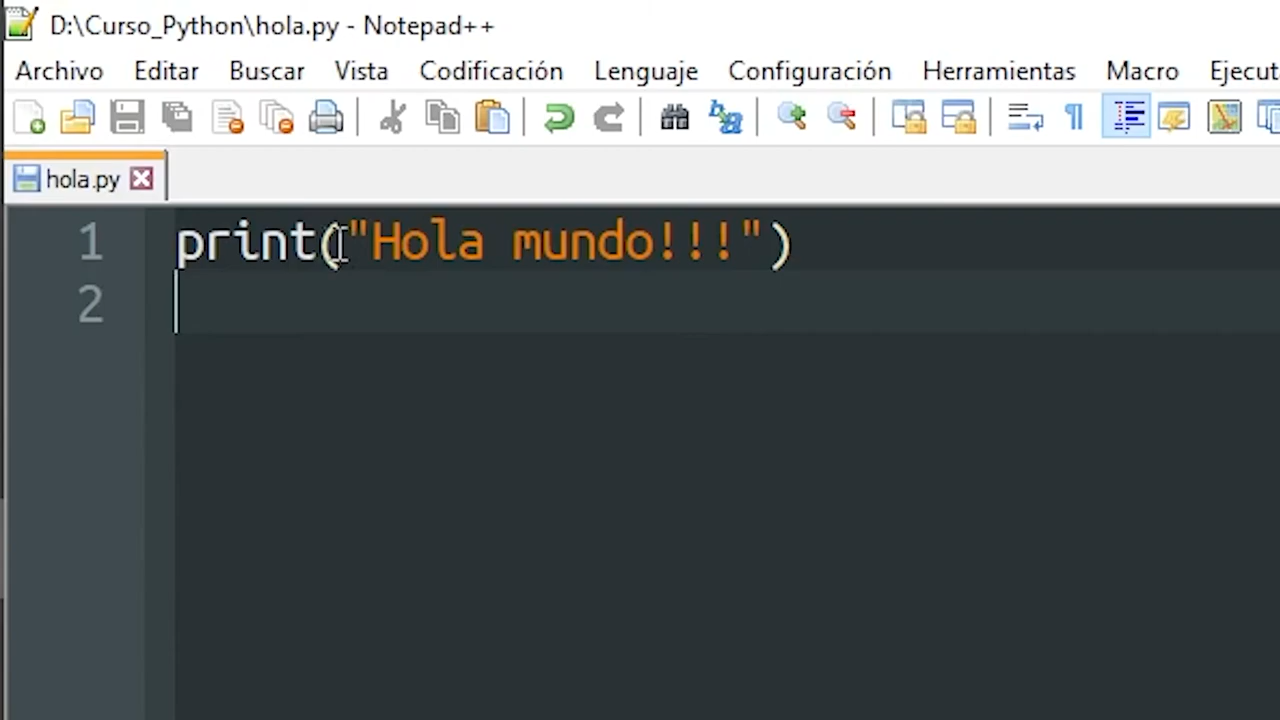 D:\Curso_Python\hola.py - Notepad++
Archivo Editar Buscar Vista Codificación Lenguaje Configuración Herramientas Macro Ejecut
hola.py
1 print("Hola mundo!!!")
2